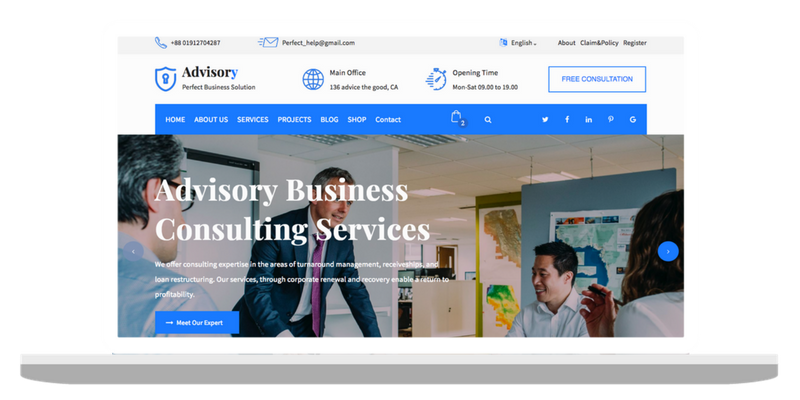 +88 01912704287
Perfect_help@gmail.com
English
About Claim&Policy Register
Advisory
Perfect Business Solution
Main Office
136 advice the good, CA
Opening Time
Mon-Sat 09.00 to 19.00
FREE CONSULTATION
HOME ABOUT US SERVICES PROJECTS BLOG SHOP Contact
2
Advisory Business
Consulting Services
We offer consulting expertise in the areas of turnaround management, receiveships, and
loan restructuring. Our services, through corporate renewal and recovery enable a return to
profitability.
Meet Our Expert